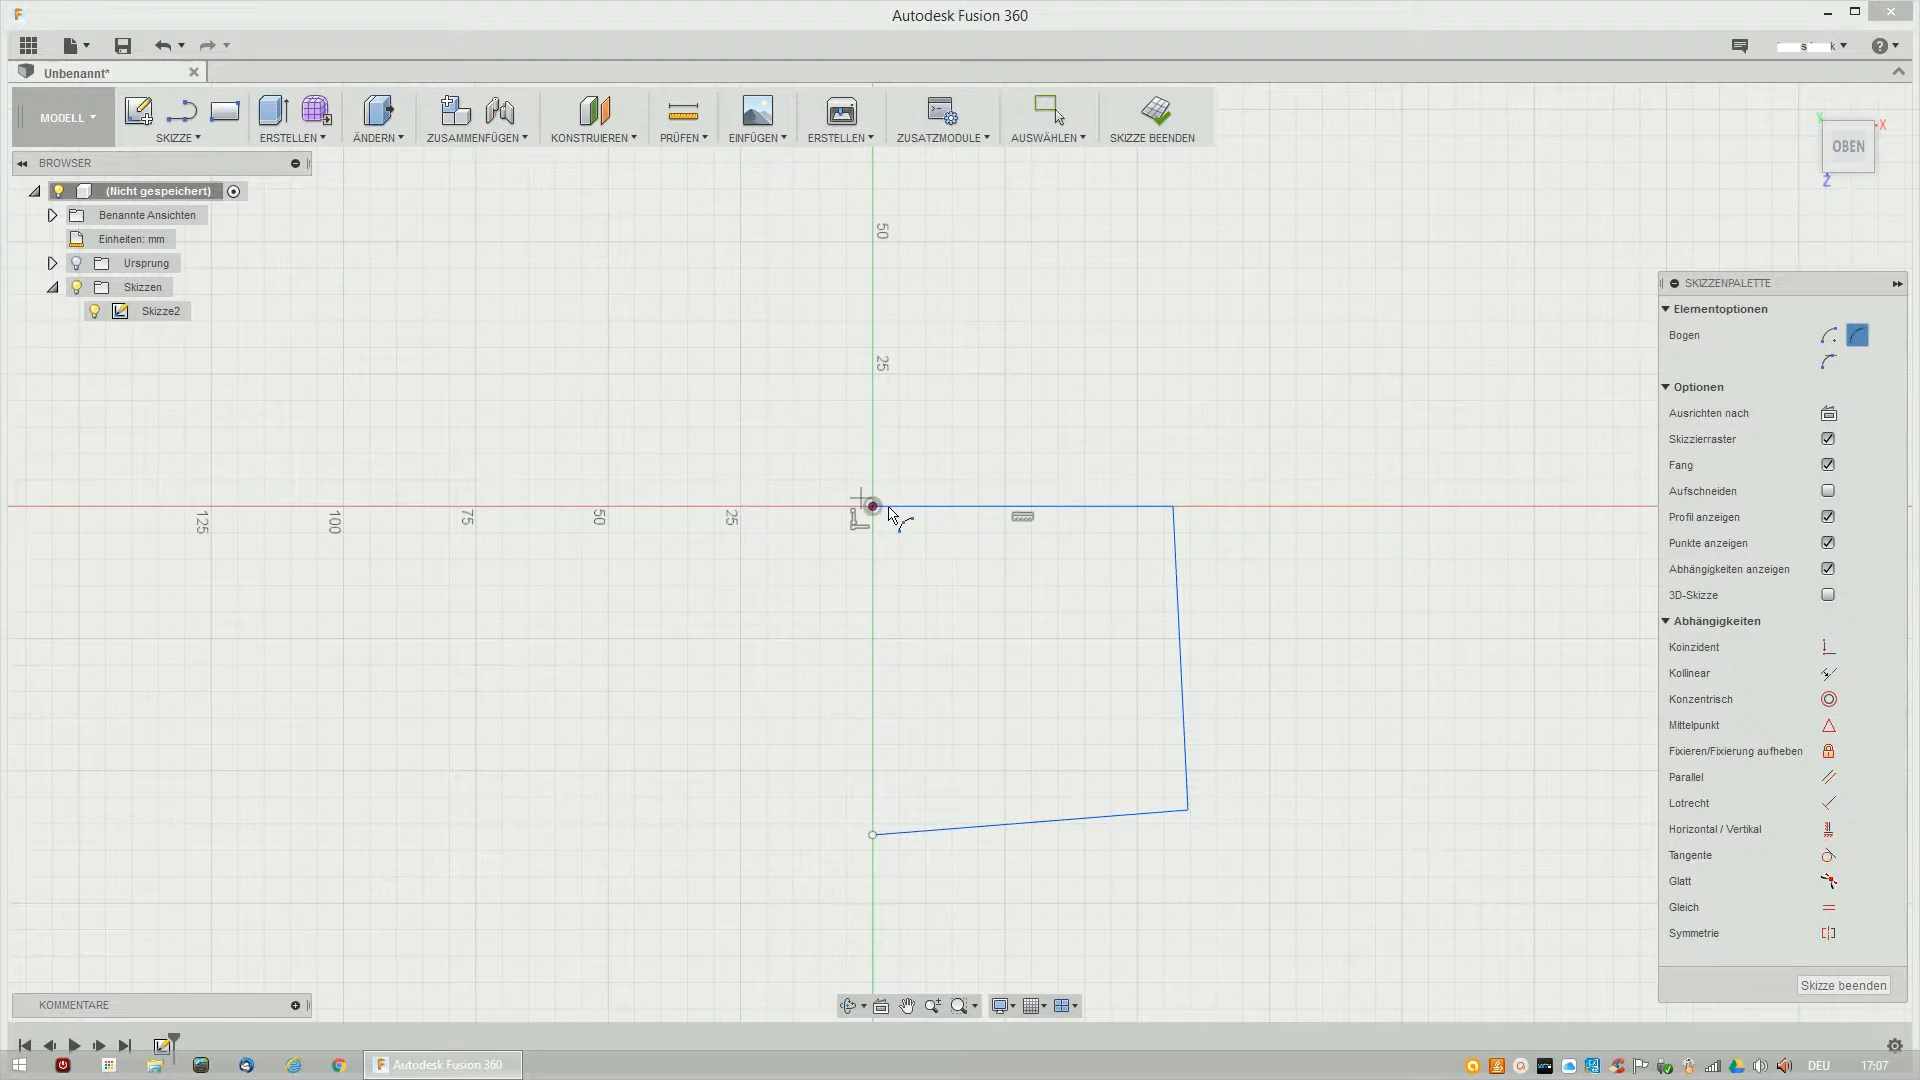 Autodesk Fusion 360
Unbenannt*
MODELL
SKIZZE
ERSTELLEN
ÄNDERN
ZUSAMMENFÜGEN
KONSTRUIEREN
PRÜFEN
EINFÜGEN
ERSTELLEN
ZUSATZMODULE
AUSWÄHLEN
SKIZZE BEENDEN
BROWSER
(Nicht gespeichert)
Benannte Ansichten
Einheiten: mm
Ursprung
Skizzen
Skizze2
OBEN
X
Y
Z
50
25
125
100
75
50
25
SKIZZENPALETTE
Elementoptionen
Bogen
Optionen
Ausrichten nach
Skizzierraster
Fang
Aufschneiden
Profil anzeigen
Punkte anzeigen
Abhängigkeiten anzeigen
3D-Skizze
Abhängigkeiten
Koinzident
Kollinear
Konzentrisch
Mittelpunkt
Fixieren/Fixierung aufheben
Parallel
Lotrecht
Horizontal / Vertikal
Tangente
Glatt
Gleich
Symmetrie
Skizze beenden
KOMMENTARE
Autodesk Fusion 360
DEU
17:07